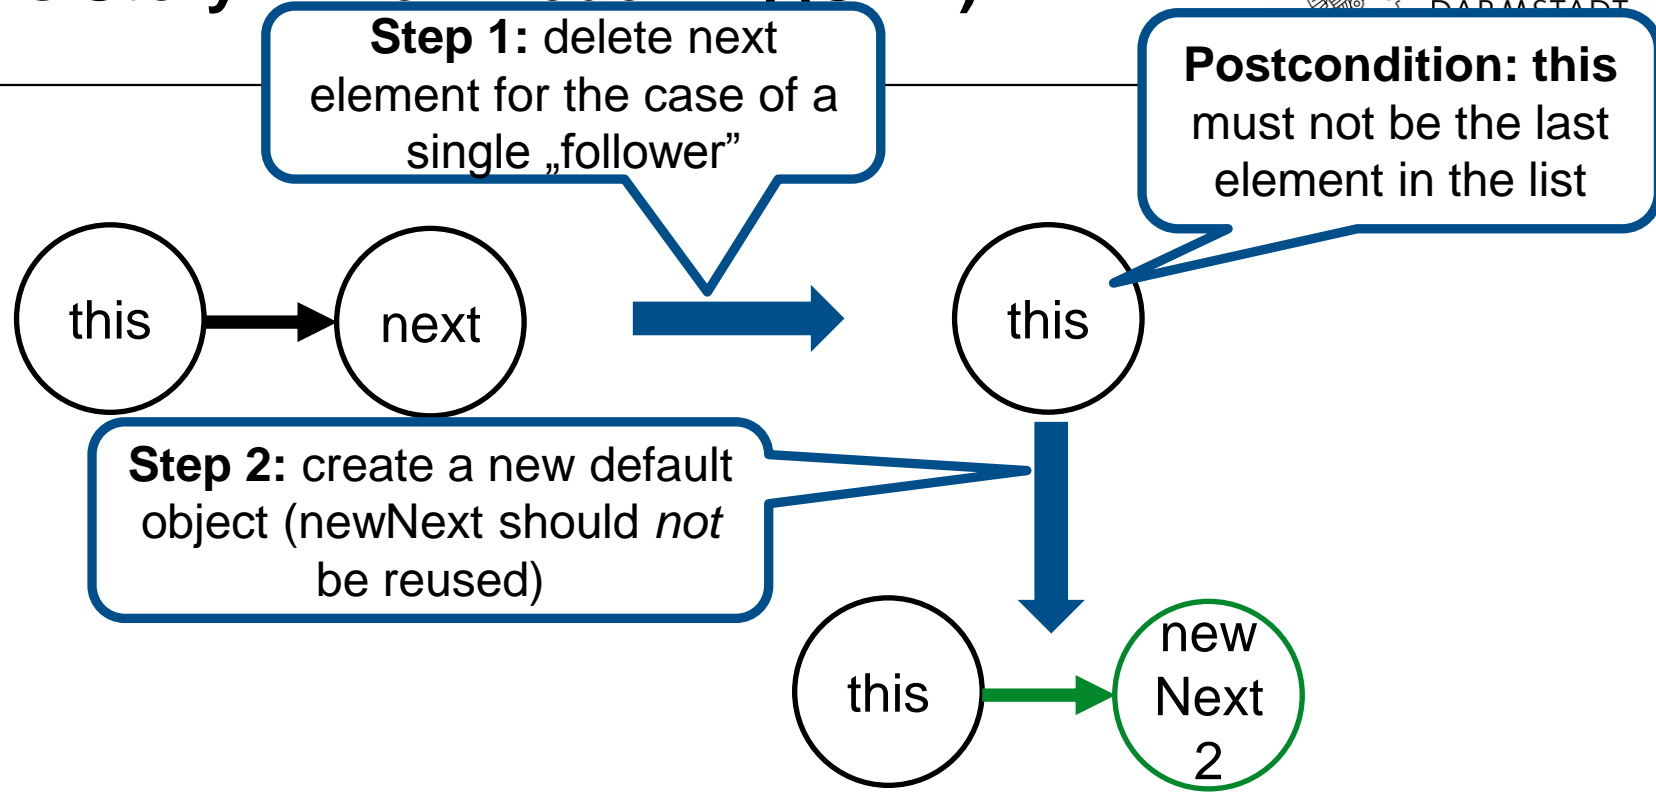 Step 1: delete next
element for the case of a
single „follower”
DARMSTADT
Postcondition: this
must not be the last
element in the list
this
next
this
Step 2: create a new default
object (newNext should not
be reused)
this
new
Next
2